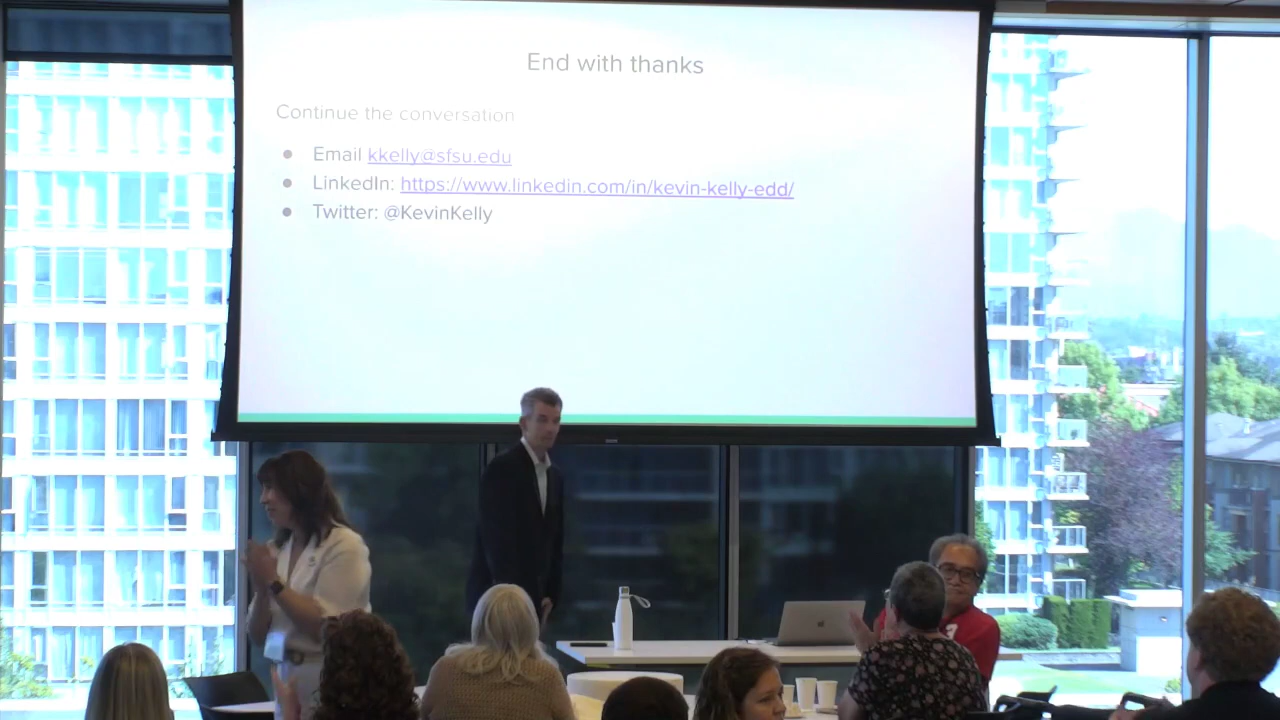 End with thanks
Continue the conversation
● Email kkelly@sfsu.edu
● LinkedIn: https://www.linkedin.com/in/kevin-kelly-edd/
● Twitter: @KevinKelly